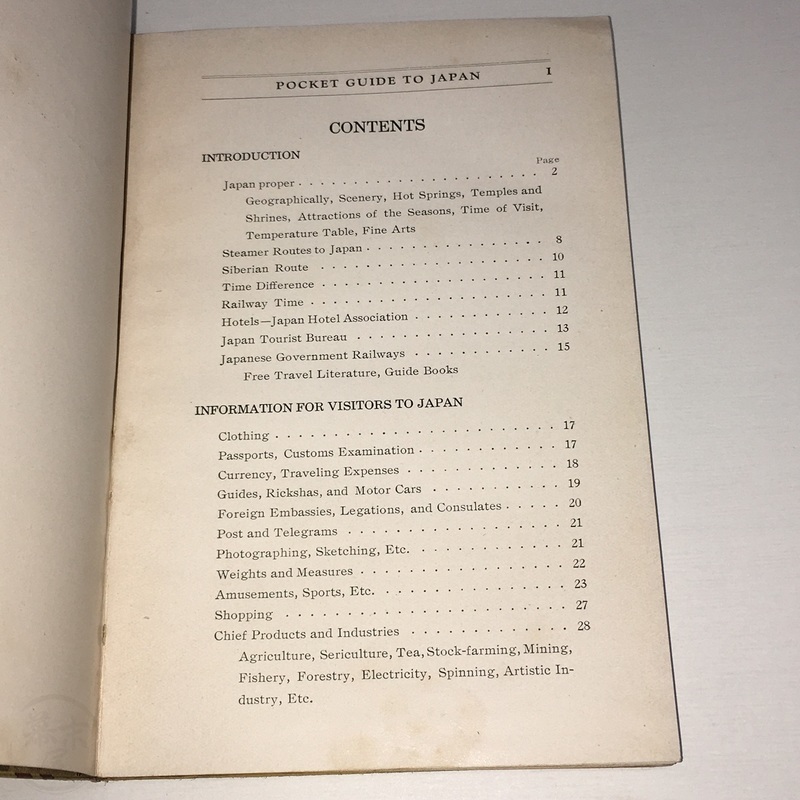 POCKET GUIDE TO JAPAN 1
CONTENTS
INTRODUCTION
Page
Japan proper . . . . . . . . . . . . . . . . . . . . . . 2
Geographically, Scenery, Hot Springs, Temples and
Shrines, Attractions of the Seasons, Time of Visit,
Temperature Table, Fine Arts
Steamer Routes to Japan . . . . . . . . . . . . . . . . 8
Siberian Route . . . . . . . . . . . . . . . . . . . . 10
Time Difference . . . . . . . . . . . . . . . . . . . 11
Railway Time . . . . . . . . . . . . . . . . . . . . 11
Hotels—Japan Hotel Association . . . . . . . . . . . . 12
Japan Tourist Bureau . . . . . . . . . . . . . . . . 13
Japanese Government Railways . . . . . . . . . . . . 15
Free Travel Literature, Guide Books
INFORMATION FOR VISITORS TO JAPAN
Clothing . . . . . . . . . . . . . . . . . . . . . . 17
Passports, Customs Examination . . . . . . . . . . . 17
Currency, Traveling Expenses . . . . . . . . . . . . 18
Guides, Rickshas, and Motor Cars . . . . . . . . . . 19
Foreign Embassies, Legations, and Consulates . . . . . 20
Post and Telegrams . . . . . . . . . . . . . . . . . 21
Photographing, Sketching, Etc. . . . . . . . . . . . . 21
Weights and Measures . . . . . . . . . . . . . . . . 22
Amusements, Sports, Etc. . . . . . . . . . . . . . . 23
Shopping . . . . . . . . . . . . . . . . . . . . . . 27
Chief Products and Industries . . . . . . . . . . . . 28
Agriculture, Sericulture, Tea, Stock-farming, Mining,
Fishery, Forestry, Electricity, Spinning, Artistic In-
dustry, Etc.